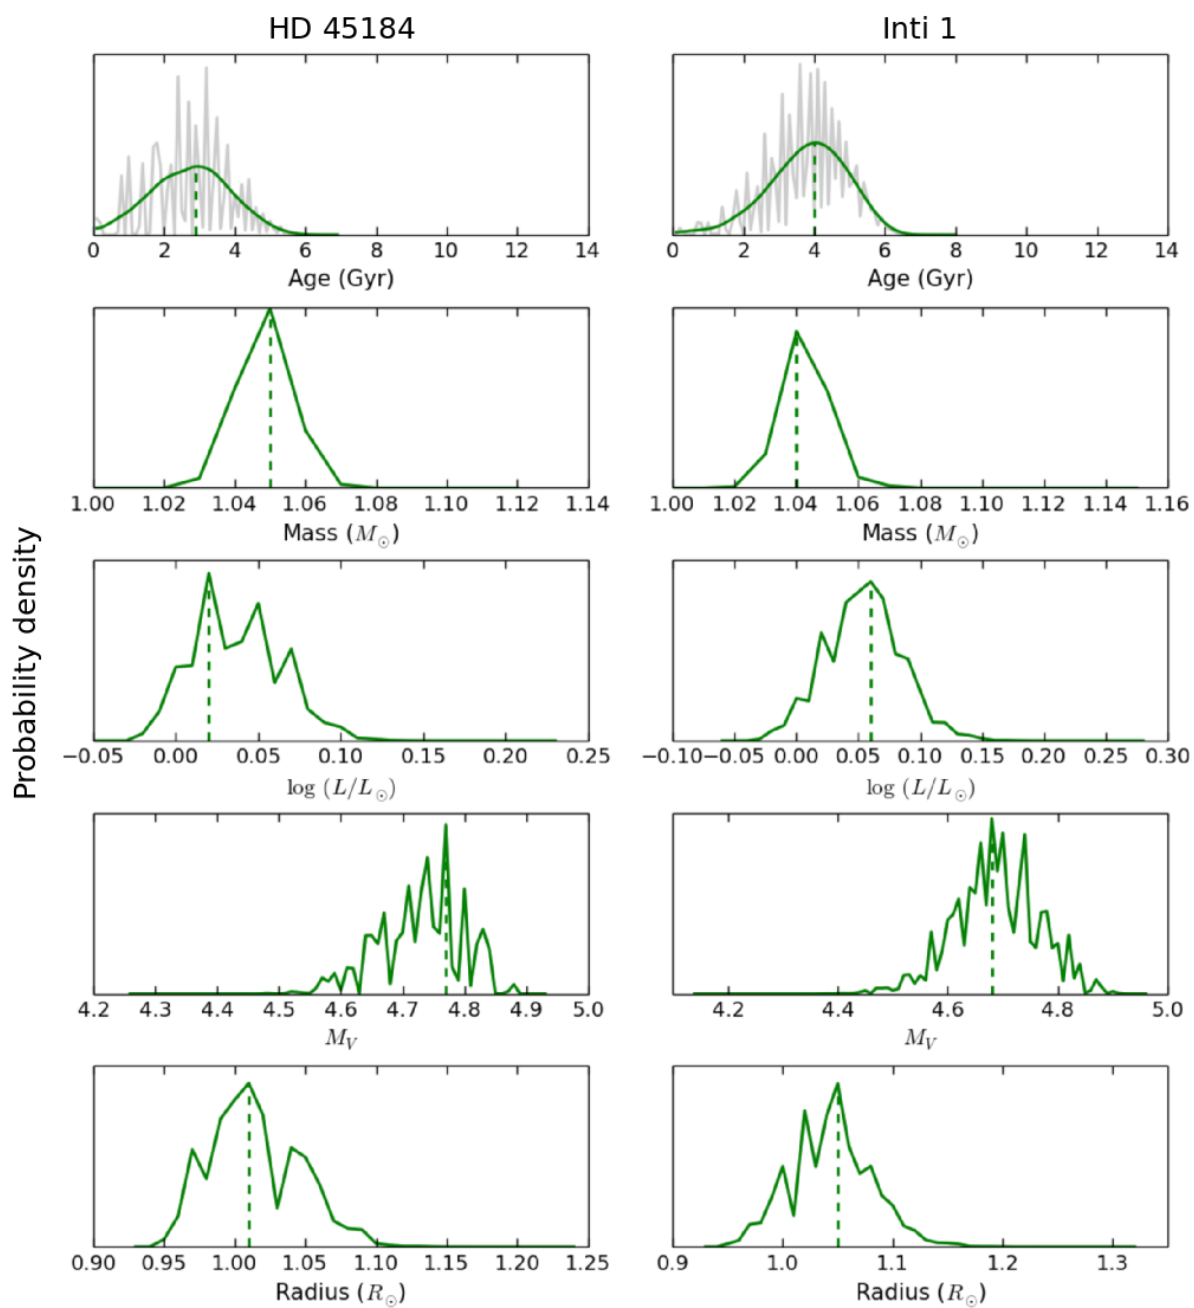 HD 45184 Inti 1
0 2 4 6 8 10 12 14 0 2 4 6 8 10 12 14
Age (Gyr) Age (Gyr)
1.00 1.02 1.04 1.06 1.08 1.10 1.12 1.14 1.00 1.02 1.04 1.06 1.08 1.10 1.12 1.14 1.16
Mass (M⊙) Mass (M⊙)
Probability density
−0.05 0.00 0.05 0.10 0.15 0.20 0.25 −0.10 −0.05 0.00 0.05 0.10 0.15 0.20 0.25 0.30
log (L/L⊙) log (L/L⊙)
4.2 4.3 4.4 4.5 4.6 4.7 4.8 4.9 5.0 4.2 4.4 4.6 4.8 5.0
MV MV
0.90 0.95 1.00 1.05 1.10 1.15 1.20 1.25 0.9 1.0 1.1 1.2 1.3
Radius (R⊙) Radius (R⊙)